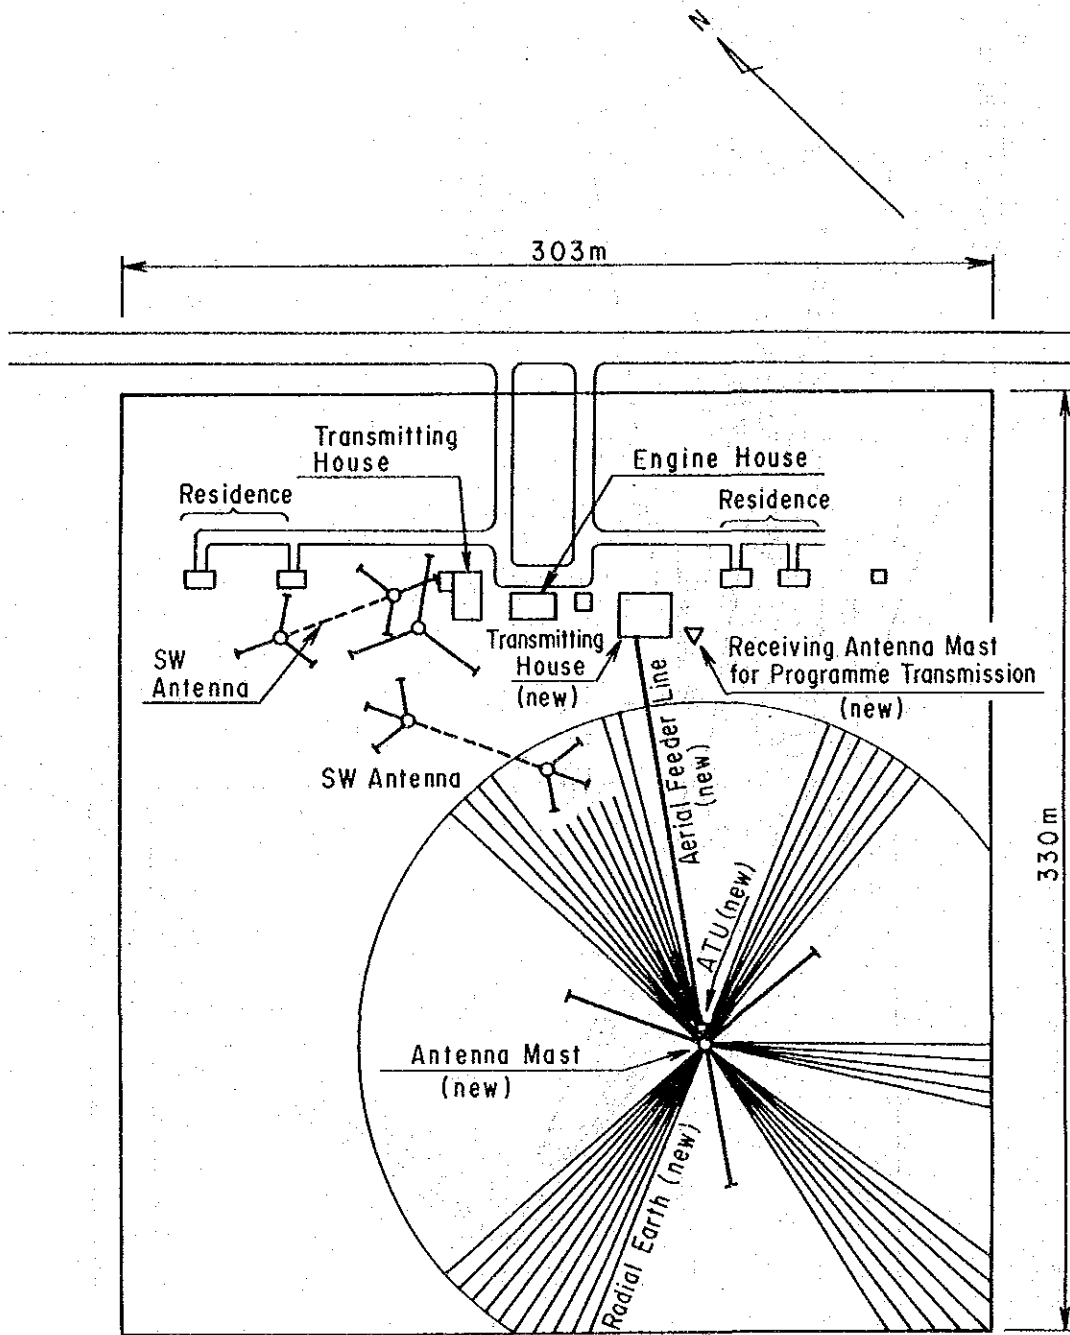 N
303m
Transmitting
House
Engine House
Residence
Residence
SW
Antenna
Transmitting
House
(new)
Receiving Antenna Mast
for Programme Transmission
(new)
SW Antenna
Aerial Feeder Line
(new)
330m
ATU (new)
Antenna Mast
(new)
Radial Earth (new)